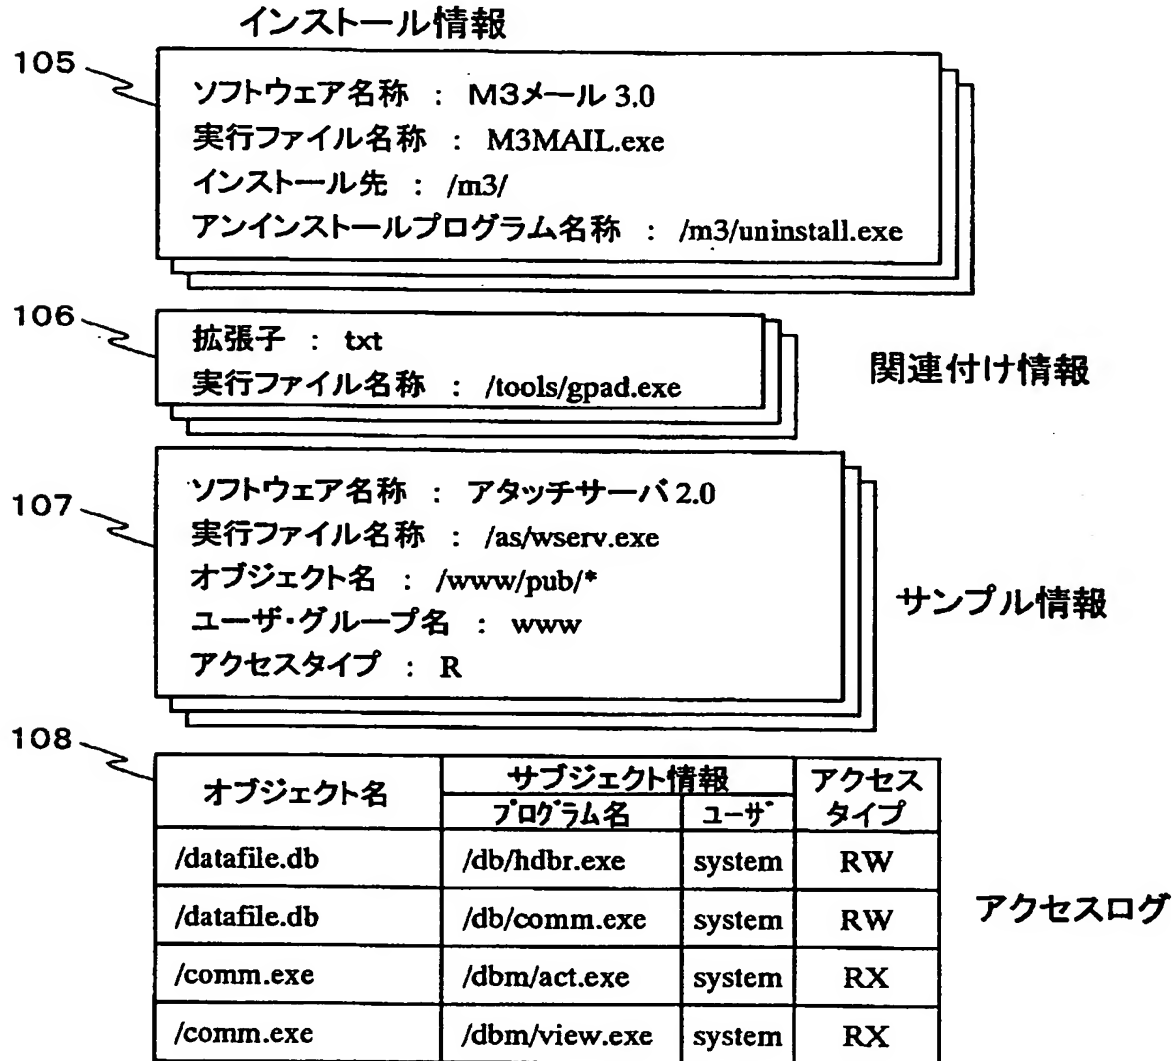 インストール情報
105
ソフトウェア名称 : M3メール 3.0
実行ファイル名称 : M3MAIL.exe
インストール先 : /m3/
アンインストールプログラム名称 : /m3/uninstall.exe
106
拡張子 : txt
実行ファイル名称 : /tools/gpad.exe
関連付け情報
107
ソフトウェア名称 : アタッチサーバ 2.0
実行ファイル名称 : /as/wserv.exe
オブジェクト名 : /www/pub/*
ユーザ・グループ名 : www
アクセスタイプ : R
サンプル情報
108
オブジェクト名 サブジェクト情報 アクセスタイプ
プログラム名 ユーザ
/datafile.db /db/hdbr.exe system RW
/datafile.db /db/comm.exe system RW
/comm.exe /dbm/act.exe system RX
/comm.exe /dbm/view.exe system RX
アクセスログ